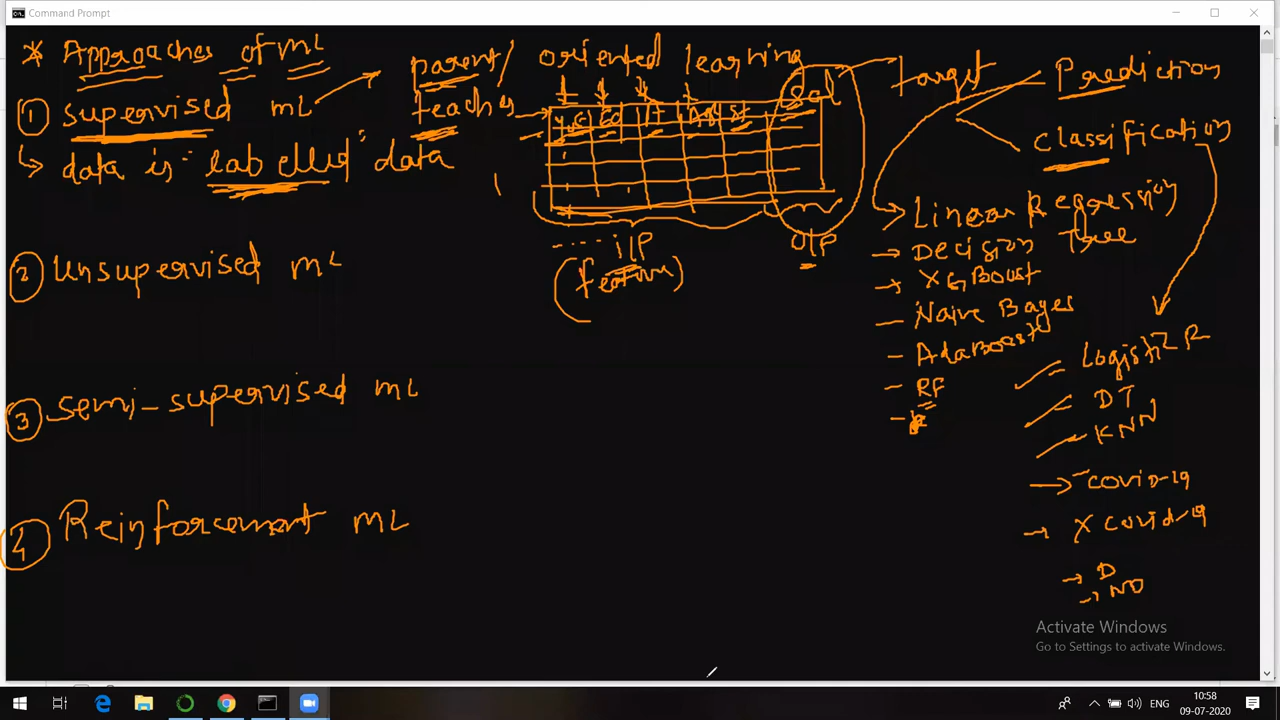 Command Prompt
* Approaches of ML
① supervised ML
parent/ oriented learning
teacher
↳ data is "labelled" data
Sal
Target
Prediction
classification
i/p
(feature)
O/P
→ Linear Regression
→ Decision Tree
→ XGBoost
- Naive Bayes
- AdaBoost
- RF
Logistic R
DT
KNN
→ covid-19
→ X covid-19
→ D
→ ND
② Unsupervised ML
③ Semi-supervised ML
④ Reinforcement ML
Activate Windows
Go to Settings to activate Windows.
ENG
10:58
09-07-2020